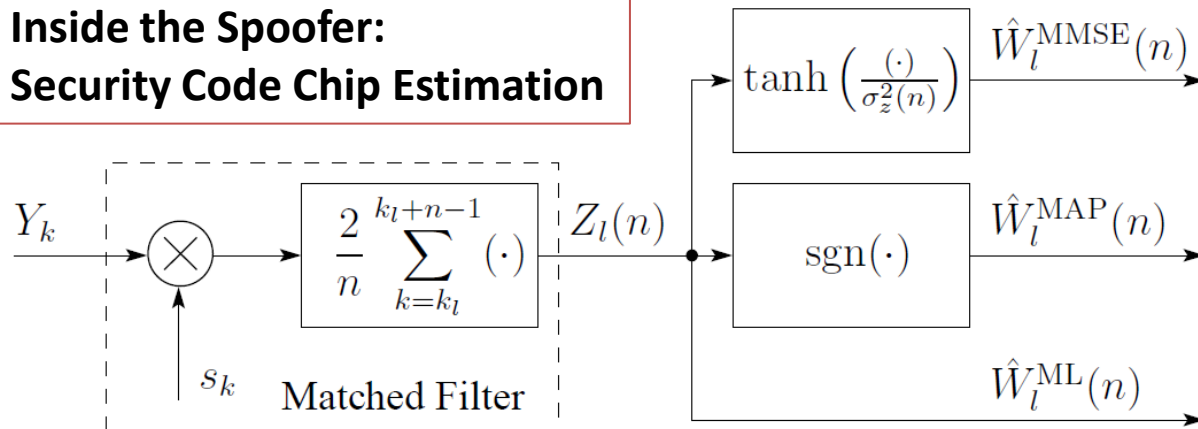 Inside the Spoofer:
Security Code Chip Estimation
tanh ( (·) / σ_z^2(n) )
Ŵ_l^MMSE(n)
Y_k
2/n ∑_{k=k_l}^{k_l+n−1} (·)
Z_l(n)
sgn(·)
Ŵ_l^MAP(n)
s_k
Matched Filter
Ŵ_l^ML(n)